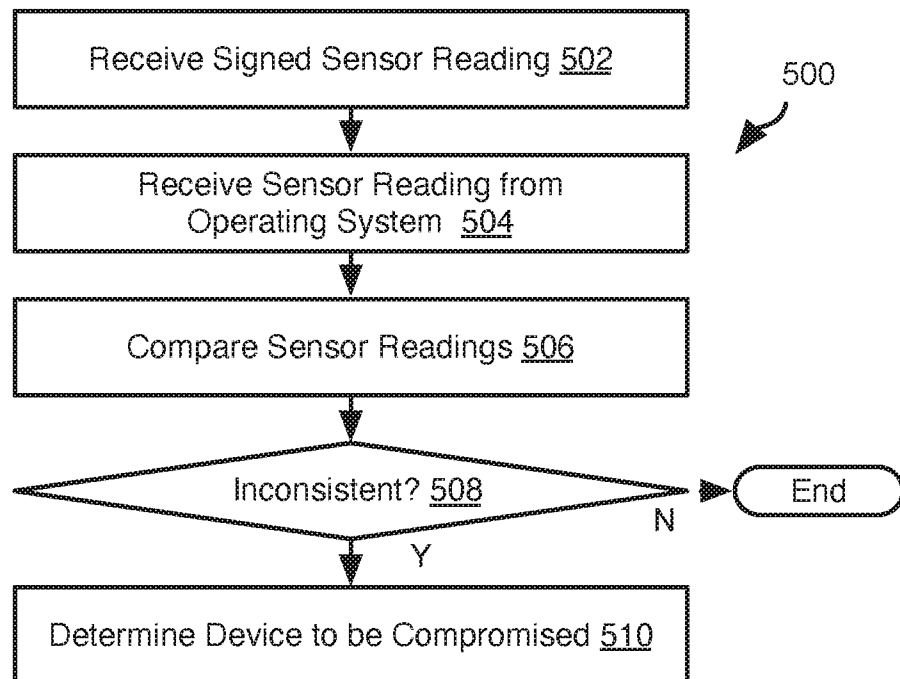 Receive Signed Sensor Reading 502
500
Receive Sensor Reading from
Operating System 504
Compare Sensor Readings 506
Inconsistent? 508
End
N
Y
Determine Device to be Compromised 510